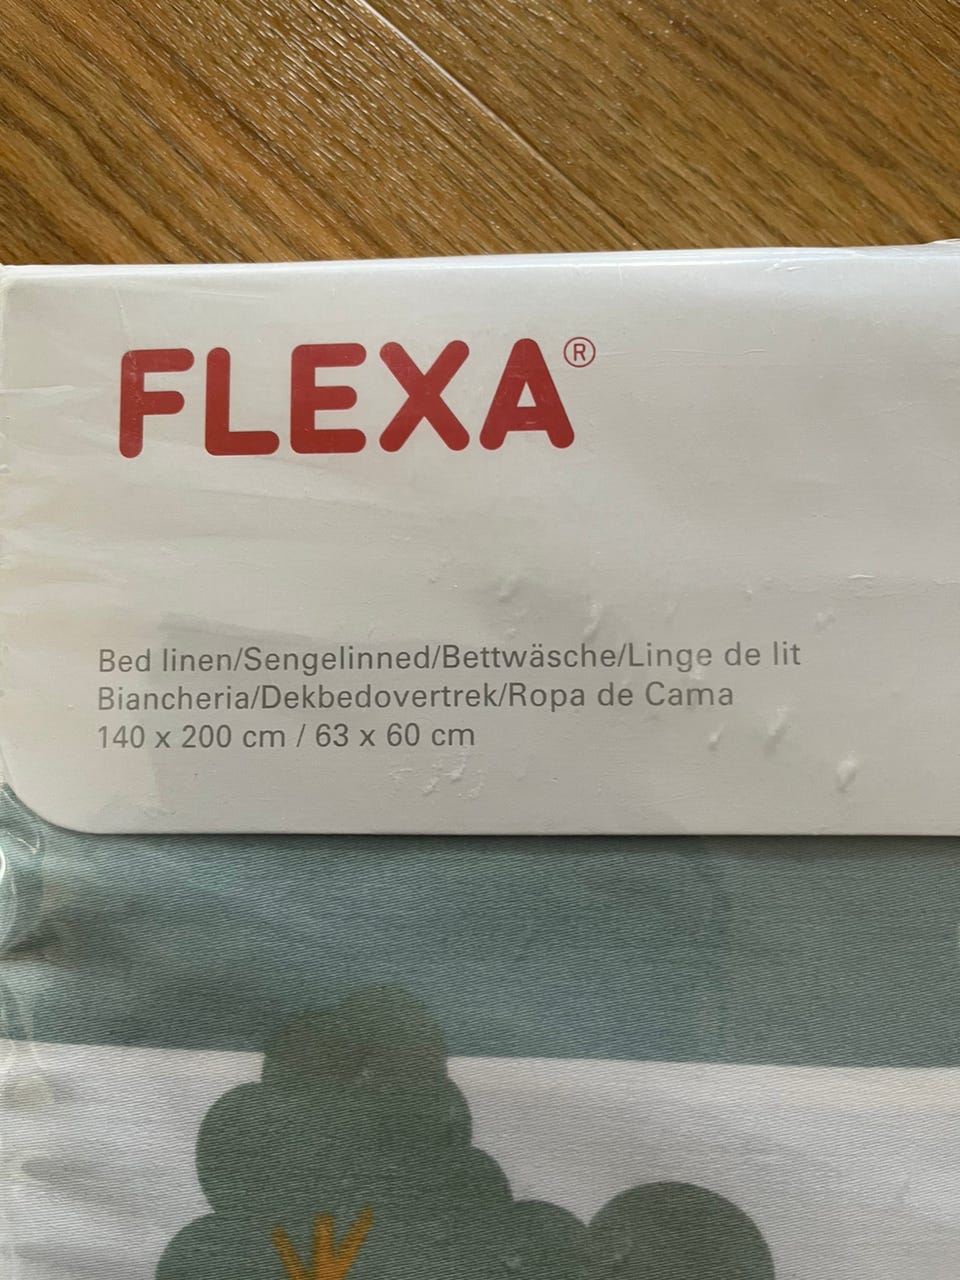 FLEXA®
Bed linen/Sengelinned/Bettwäsche/Linge de lit
Biancheria/Dekbedovertrek/Ropa de Cama
140 x 200 cm / 63 x 60 cm